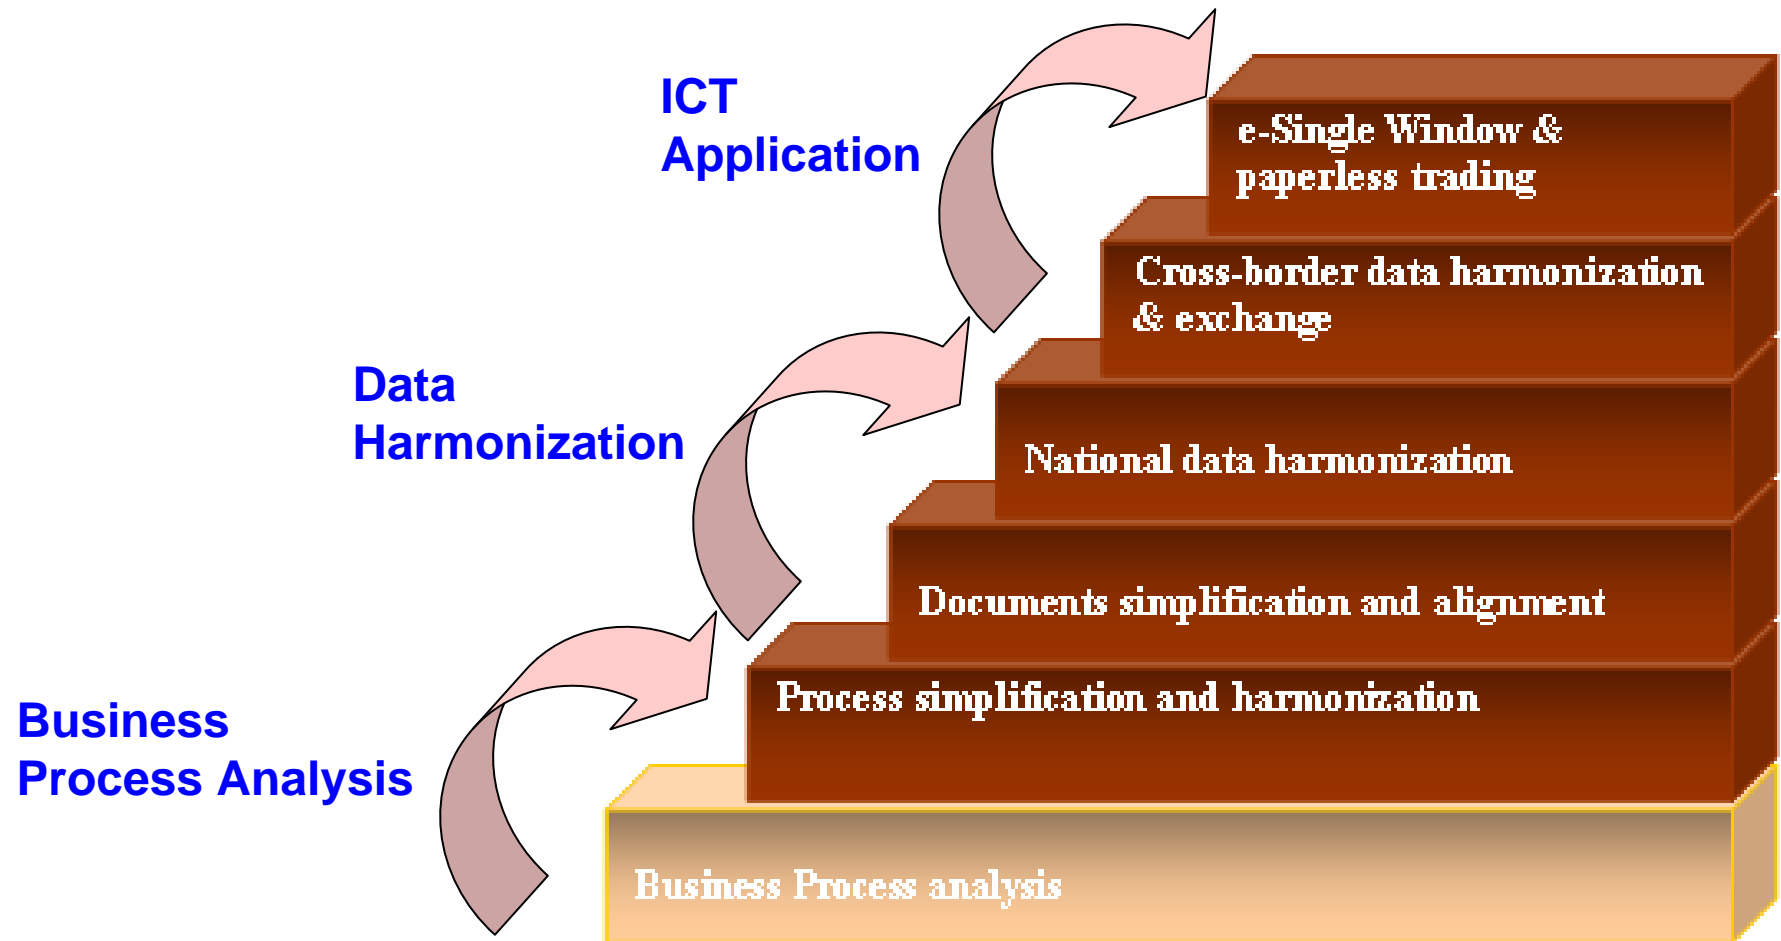 ICT
Application
e-Single Window &
paperless trading
Cross-border data harmonization
& exchange
Data
Harmonization
National data harmonization
Documents simplification and alignment
Process simplification and harmonization
Business
Process Analysis
Business Process analysis